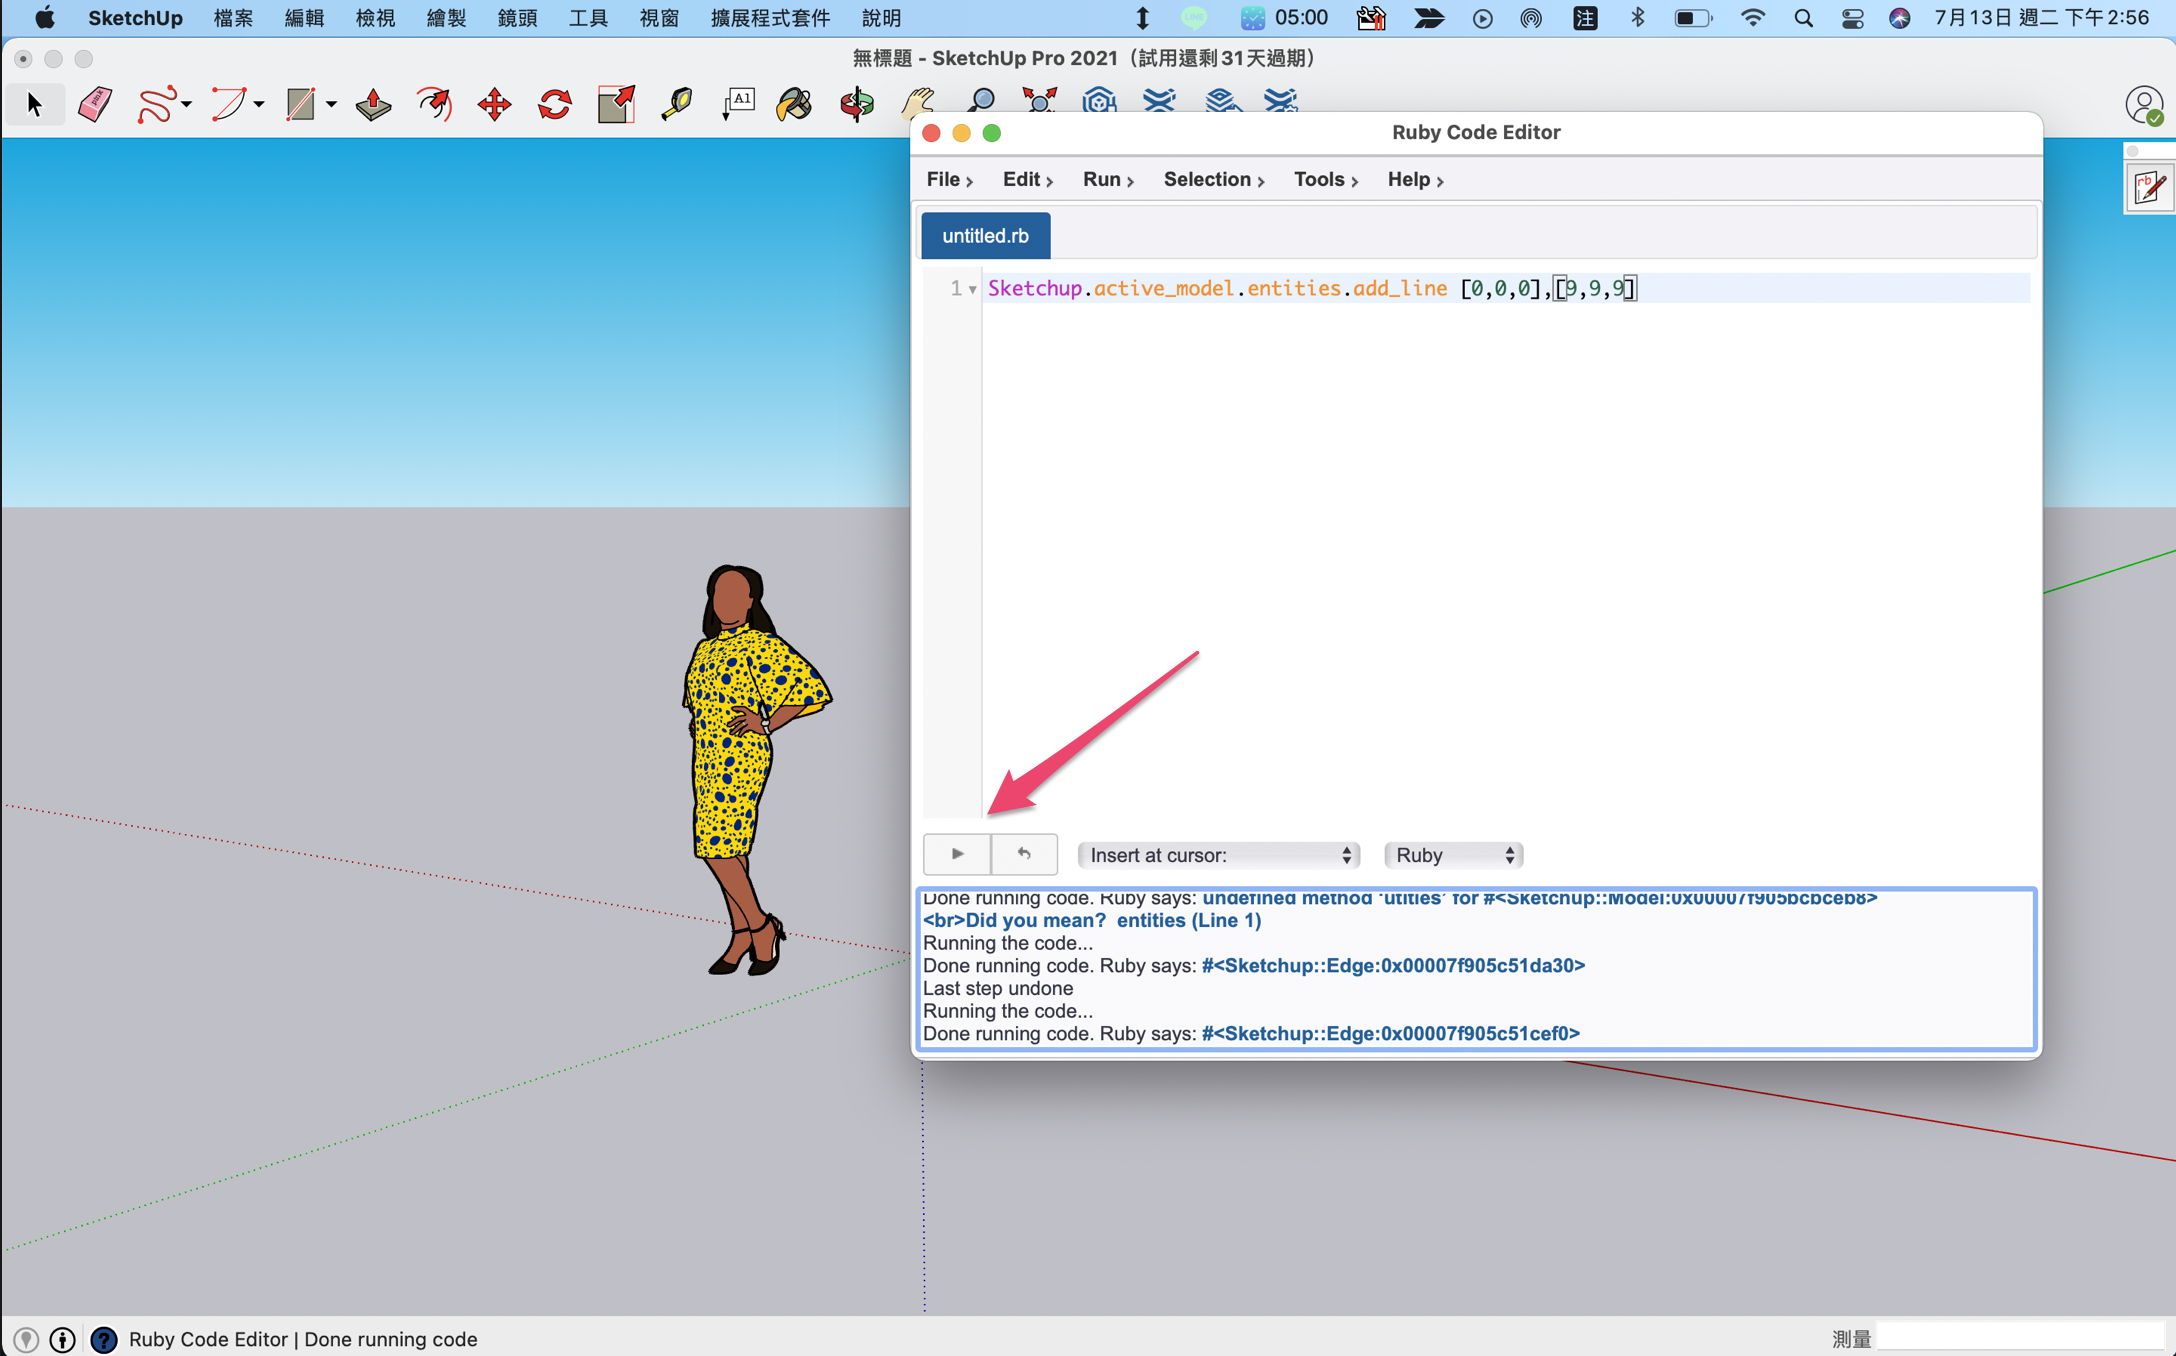 SketchUp 檔案 編輯 檢視 繪製 鏡頭 工具 視窗 擴展程式套件 說明 LINE 05:00 注 7月13日 週二 下午2:56
無標題 - SketchUp Pro 2021（試用還剩31天過期）
pink A1
Ruby Code Editor
File › Edit › Run › Selection › Tools › Help ›
rb
untitled.rb
1 Sketchup.active_model.entities.add_line [0,0,0],[9,9,9]
Insert at cursor: Ruby
Done running code. Ruby says: undefined method 'utities' for #<Sketchup::Model:0x00007f905bcbceb8>
<br>Did you mean? entities (Line 1)
Running the code...
Done running code. Ruby says: #<Sketchup::Edge:0x00007f905c51da30>
Last step undone
Running the code...
Done running code. Ruby says: #<Sketchup::Edge:0x00007f905c51cef0>
Ruby Code Editor | Done running code
測量